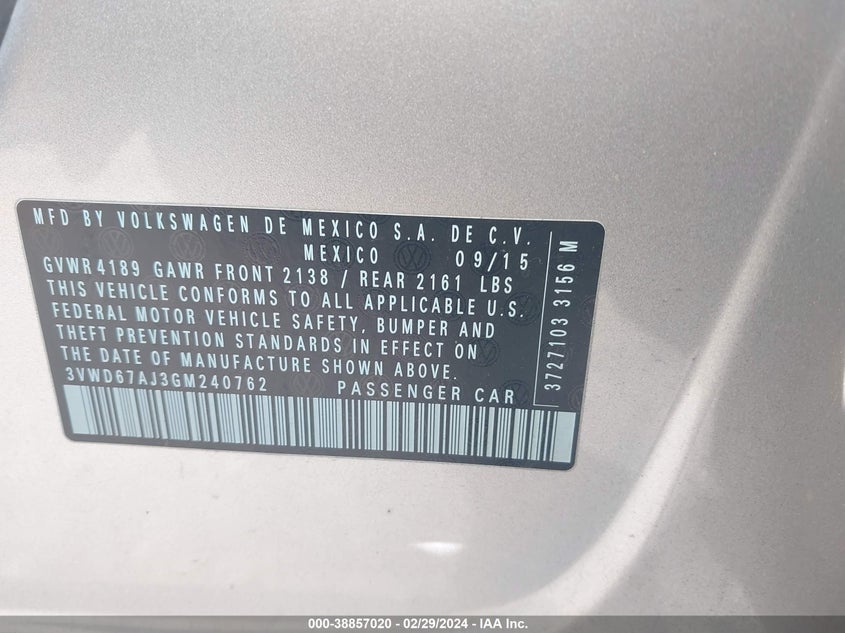 MFD BY VOLKSWAGEN DE MEXICO S.A. DE C.V.
MEXICO 09/15
GVWR 4189 GAWR FRONT 2138 / REAR 2161 LBS
THIS VEHICLE CONFORMS TO ALL APPLICABLE U.S.
FEDERAL MOTOR VEHICLE SAFETY, BUMPER AND
THEFT PREVENTION STANDARDS IN EFFECT ON
THE DATE OF MANUFACTURE SHOWN ABOVE.
3VWD67AJ3GM240762 PASSENGER CAR
3727103 3156 M
000-38857020 - 02/29/2024 - IAA Inc.